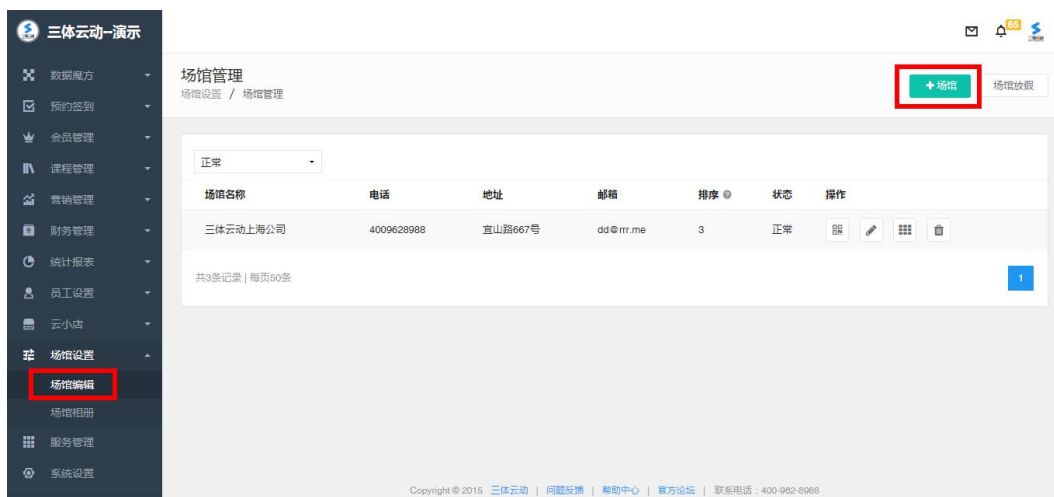 三体云动--演示
65
数据魔方
预约签到
会员管理
课程管理
营销管理
财务管理
统计报表
员工设置
云小店
场馆设置
场馆编辑
场馆相册
服务管理
系统设置
场馆管理
场馆设置 / 场馆管理
+场馆
场馆放假
正常
场馆名称 电话 地址 邮箱 排序 状态 操作
三体云动上海公司 4009628988 宜山路667号 dd@rrr.me 3 正常
共3条记录 | 每页50条
1
Copyright © 2015 三体云动 | 问题反馈 | 帮助中心 | 官方论坛 | 联系电话：400-962-8988